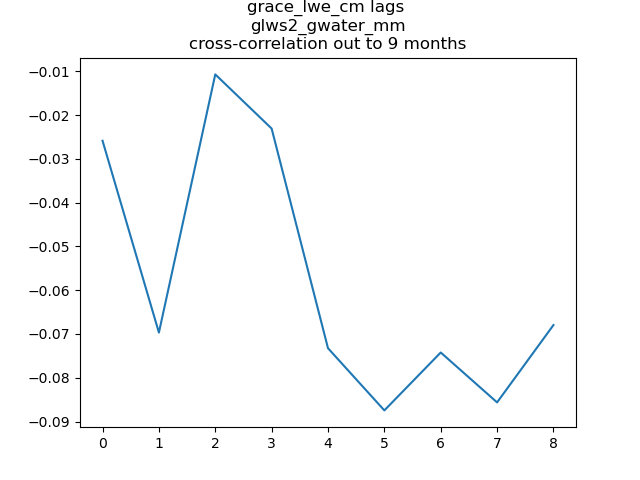 grace_lwe_cm lags
glws2_gwater_mm
cross-correlation out to 9 months
−0.01
−0.02
−0.03
−0.04
−0.05
−0.06
−0.07
−0.08
−0.09
0 1 2 3 4 5 6 7 8